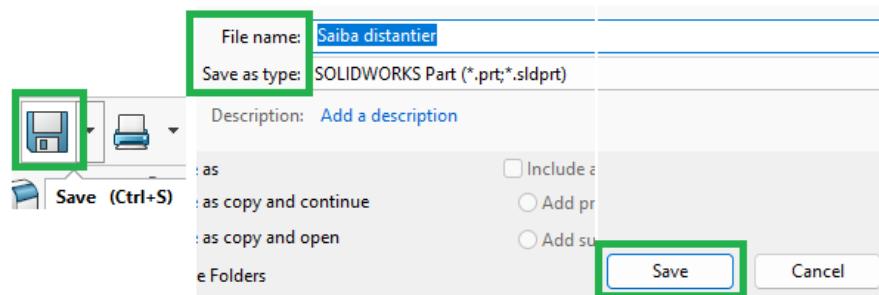 File name: Saiba distantier
Save as type: SOLIDWORKS Part (*.prt;*.sldprt)
Description: Add a description
Save (Ctrl+S)
as
Include a
as copy and continue
Add pr
as copy and open
Add su
e Folders
Save
Cancel